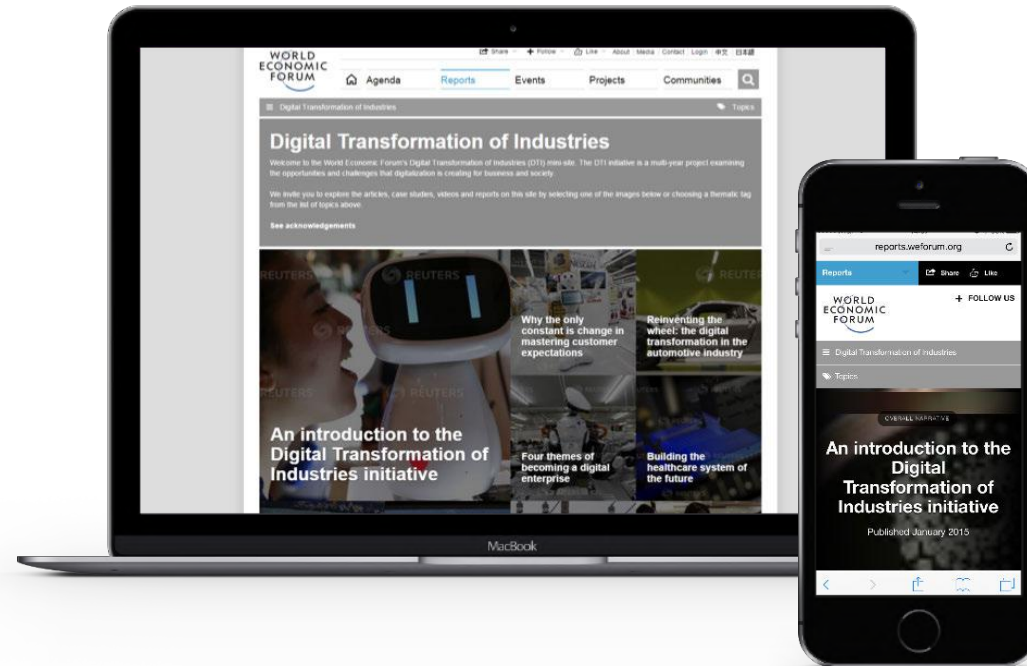 WORLD
ECONOMIC
FORUM
Share
Follow
Like
About
Media
Contact
Login
中文
日本語
Agenda
Reports
Events
Projects
Communities
Digital Transformation of Industries
Topics
Digital Transformation of Industries
Welcome to the World Economic Forum's Digital Transformation of Industries (DTI) mini site. The DTI initiative is a multi-year project examining
the opportunities and challenges that digitalization is creating for business and society.
We invite you to explore the articles, case studies, videos and reports on this site by selecting one of the images below or choosing a thematic tag
from the list of topics above.
See acknowledgements
REUTERS
REUTERS
REUTERS
REUTERS
An introduction to the
Digital Transformation of
Industries initiative
Why the only
constant is change in
mastering customer
expectations
Reinventing the
wheel: the digital
transformation in the
automotive industry
Four themes of
becoming a digital
enterprise
Building the
healthcare system of
the future
MacBook
reports.weforum.org
Reports
Share
Like
WORLD
ECONOMIC
FORUM
+ FOLLOW US
Digital Transformation of Industries
Topics
OVERALL NARRATIVE
An introduction to the
Digital
Transformation of
Industries initiative
Published January 2015